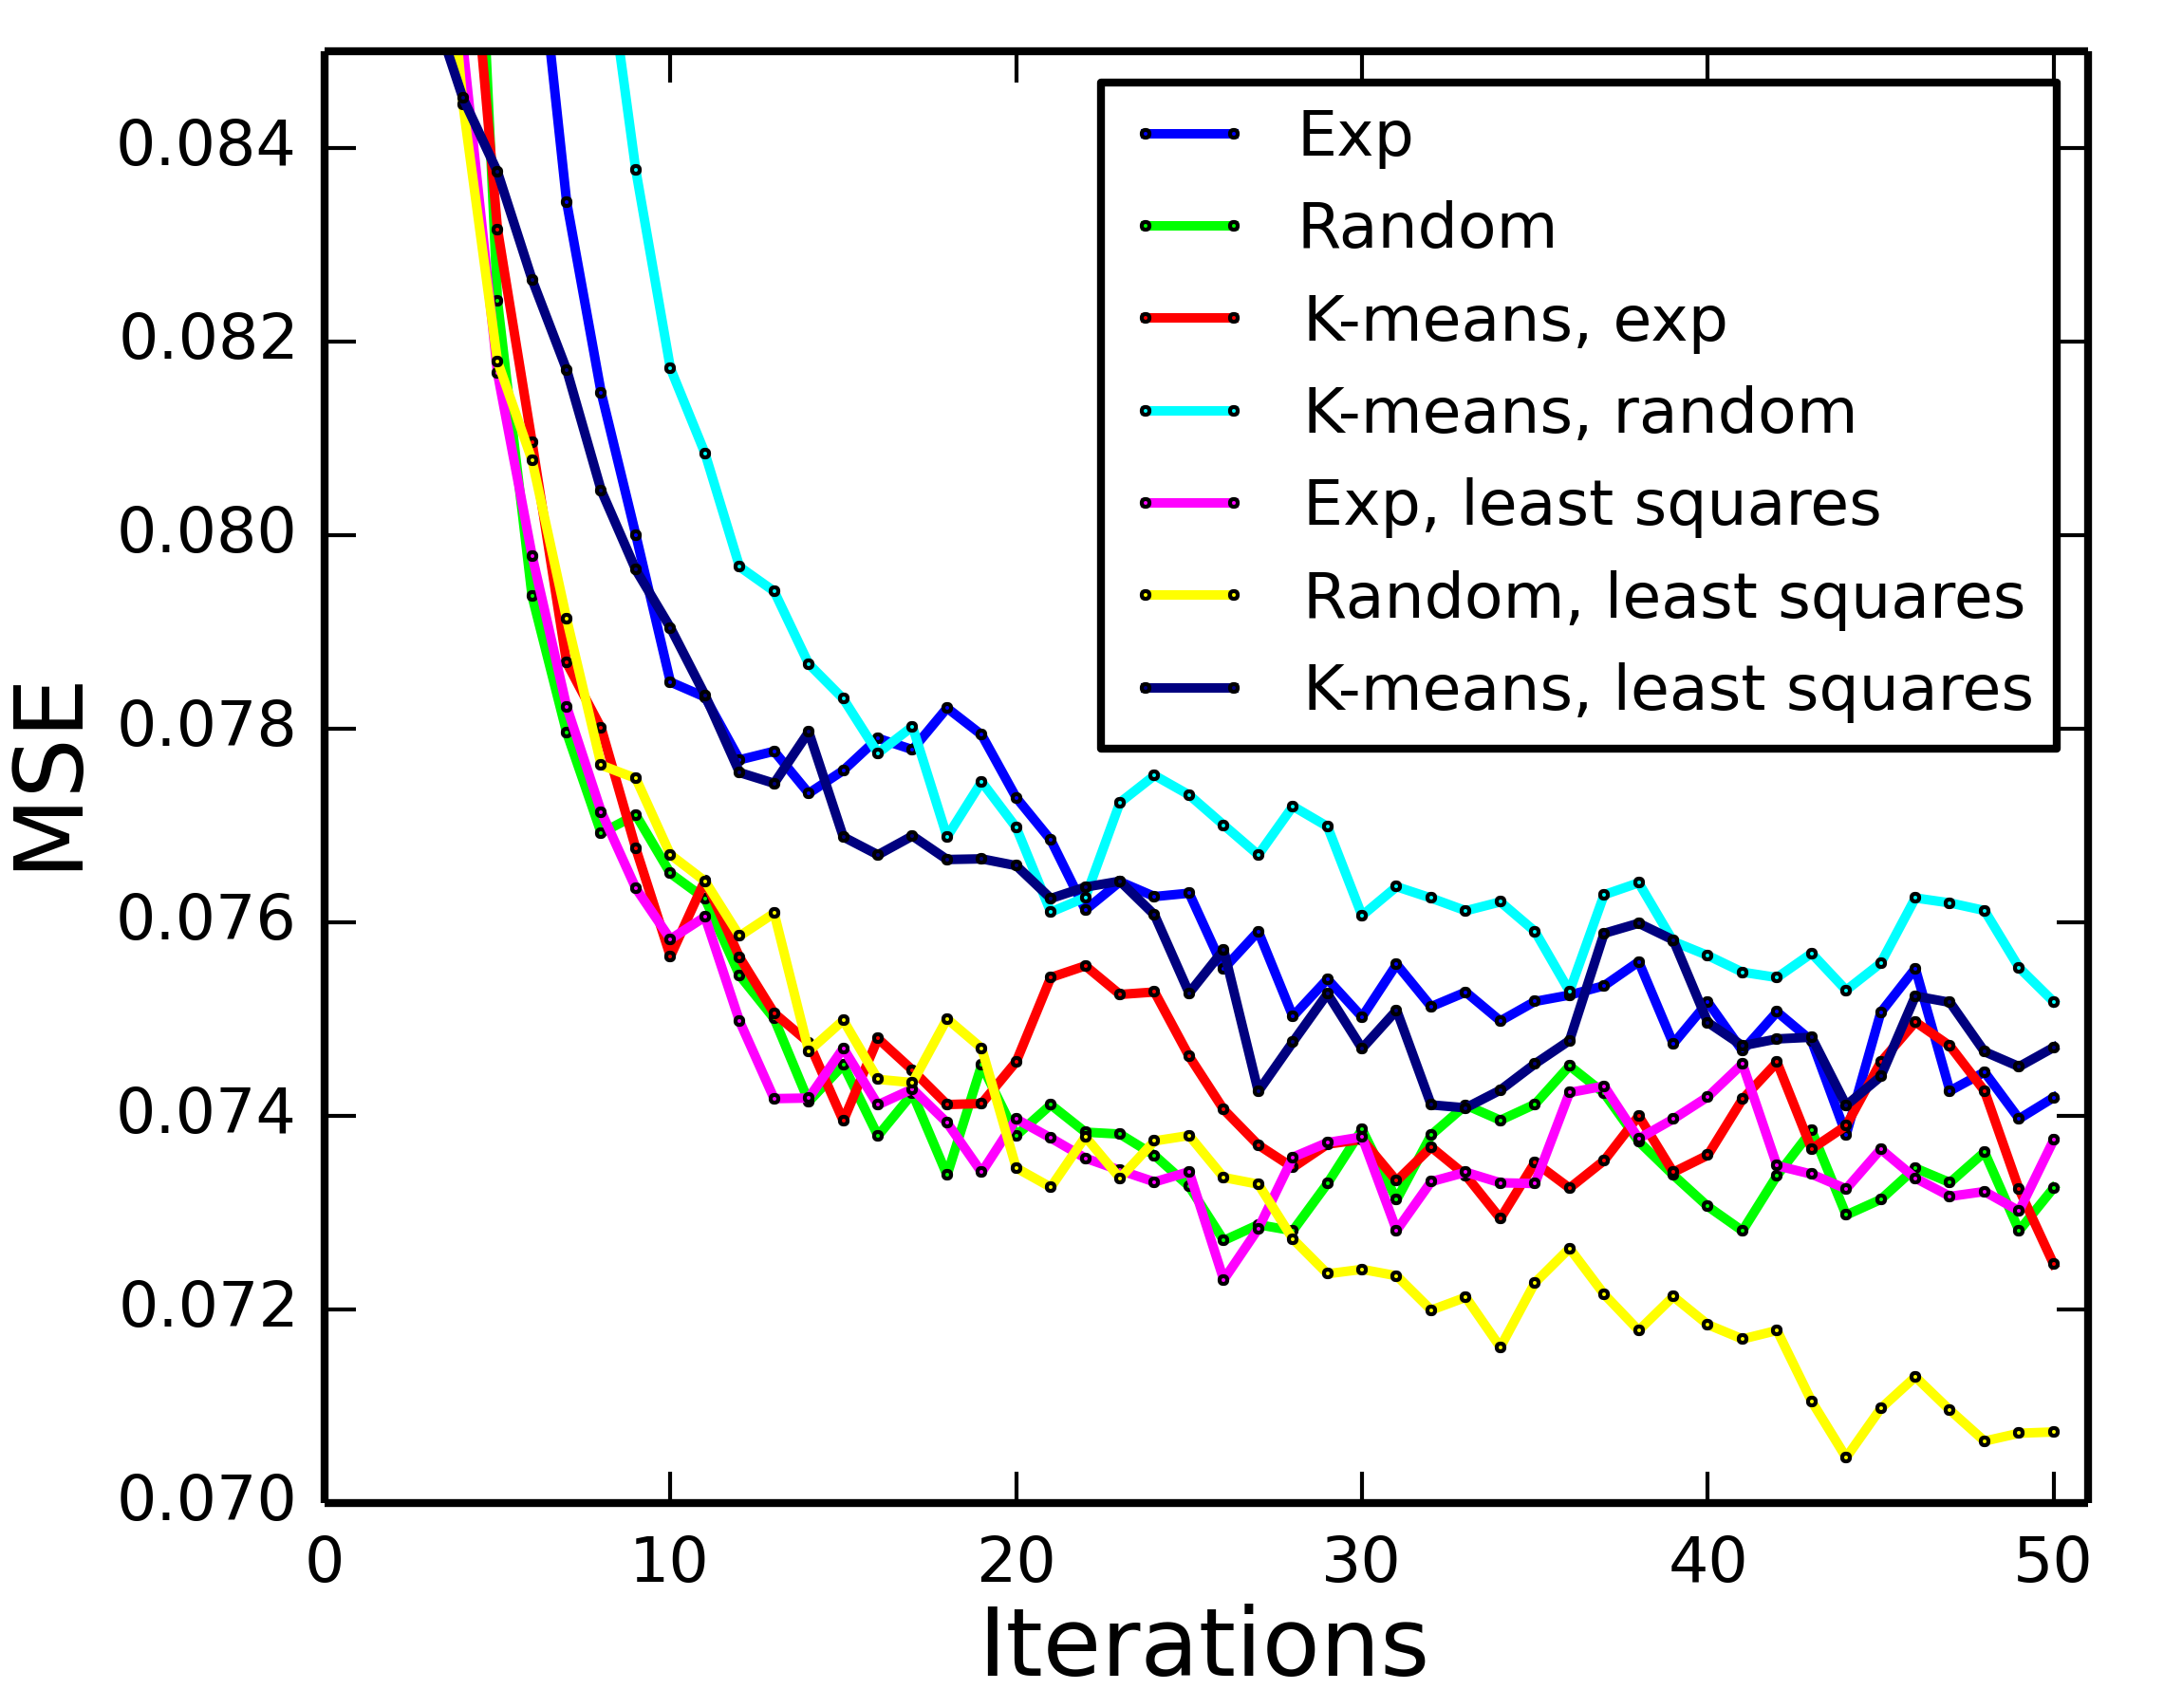 0.084
0.082
0.080
0.078
0.076
0.074
0.072
0.070
MSE
Exp
Random
K-means, exp
K-means, random
Exp, least squares
Random, least squares
K-means, least squares
0 10 20 30 40 50
Iterations